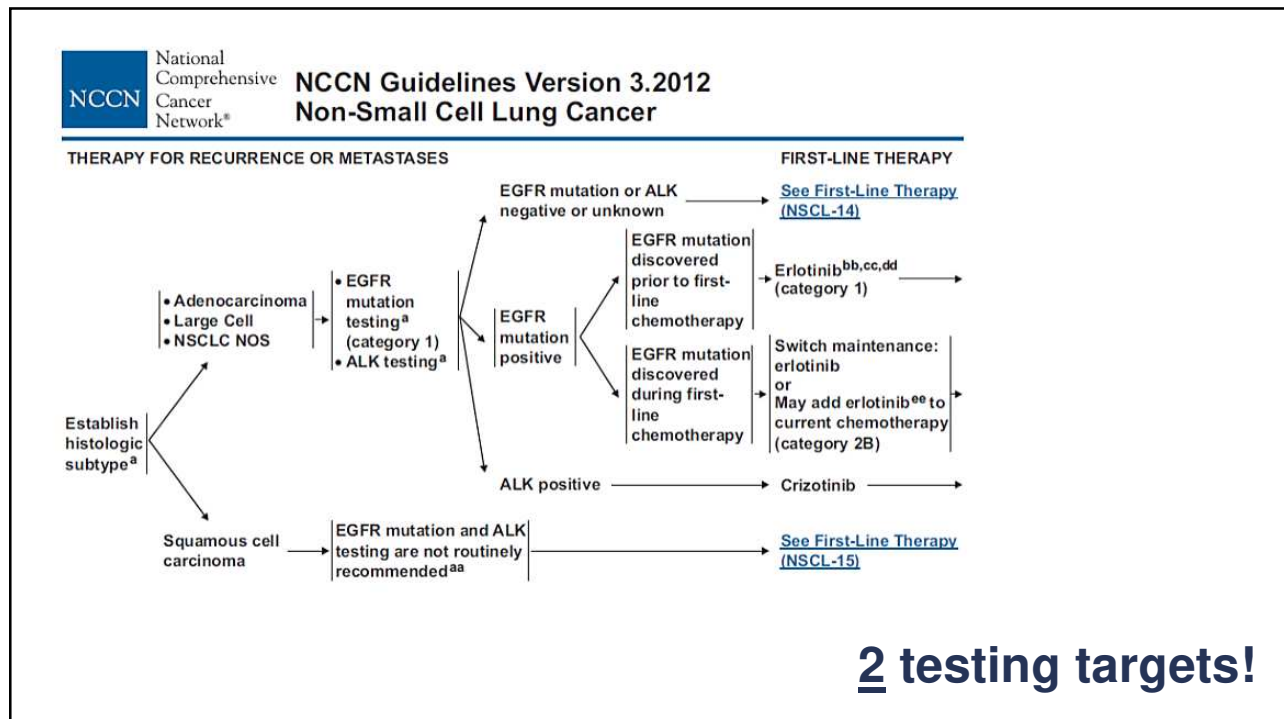 NCCN
National
Comprehensive
Cancer
Network®
NCCN Guidelines Version 3.2012
Non-Small Cell Lung Cancer
THERAPY FOR RECURRENCE OR METASTASES
FIRST-LINE THERAPY
Establish
histologic
subtypeᵃ
• Adenocarcinoma
• Large Cell
• NSCLC NOS
• EGFR
mutation
testingᵃ
(category 1)
• ALK testingᵃ
EGFR mutation or ALK
negative or unknown
See First-Line Therapy
(NSCL-14)
EGFR
mutation
positive
EGFR mutation
discovered
prior to first-
line
chemotherapy
Erlotinibᵇᵇ,ᶜᶜ,ᵈᵈ
(category 1)
EGFR mutation
discovered
during first-
line
chemotherapy
Switch maintenance:
erlotinib
or
May add erlotinibᵉᵉ to
current chemotherapy
(category 2B)
ALK positive
Crizotinib
Squamous cell
carcinoma
EGFR mutation and ALK
testing are not routinely
recommendedᵃᵃ
See First-Line Therapy
(NSCL-15)
2 testing targets!